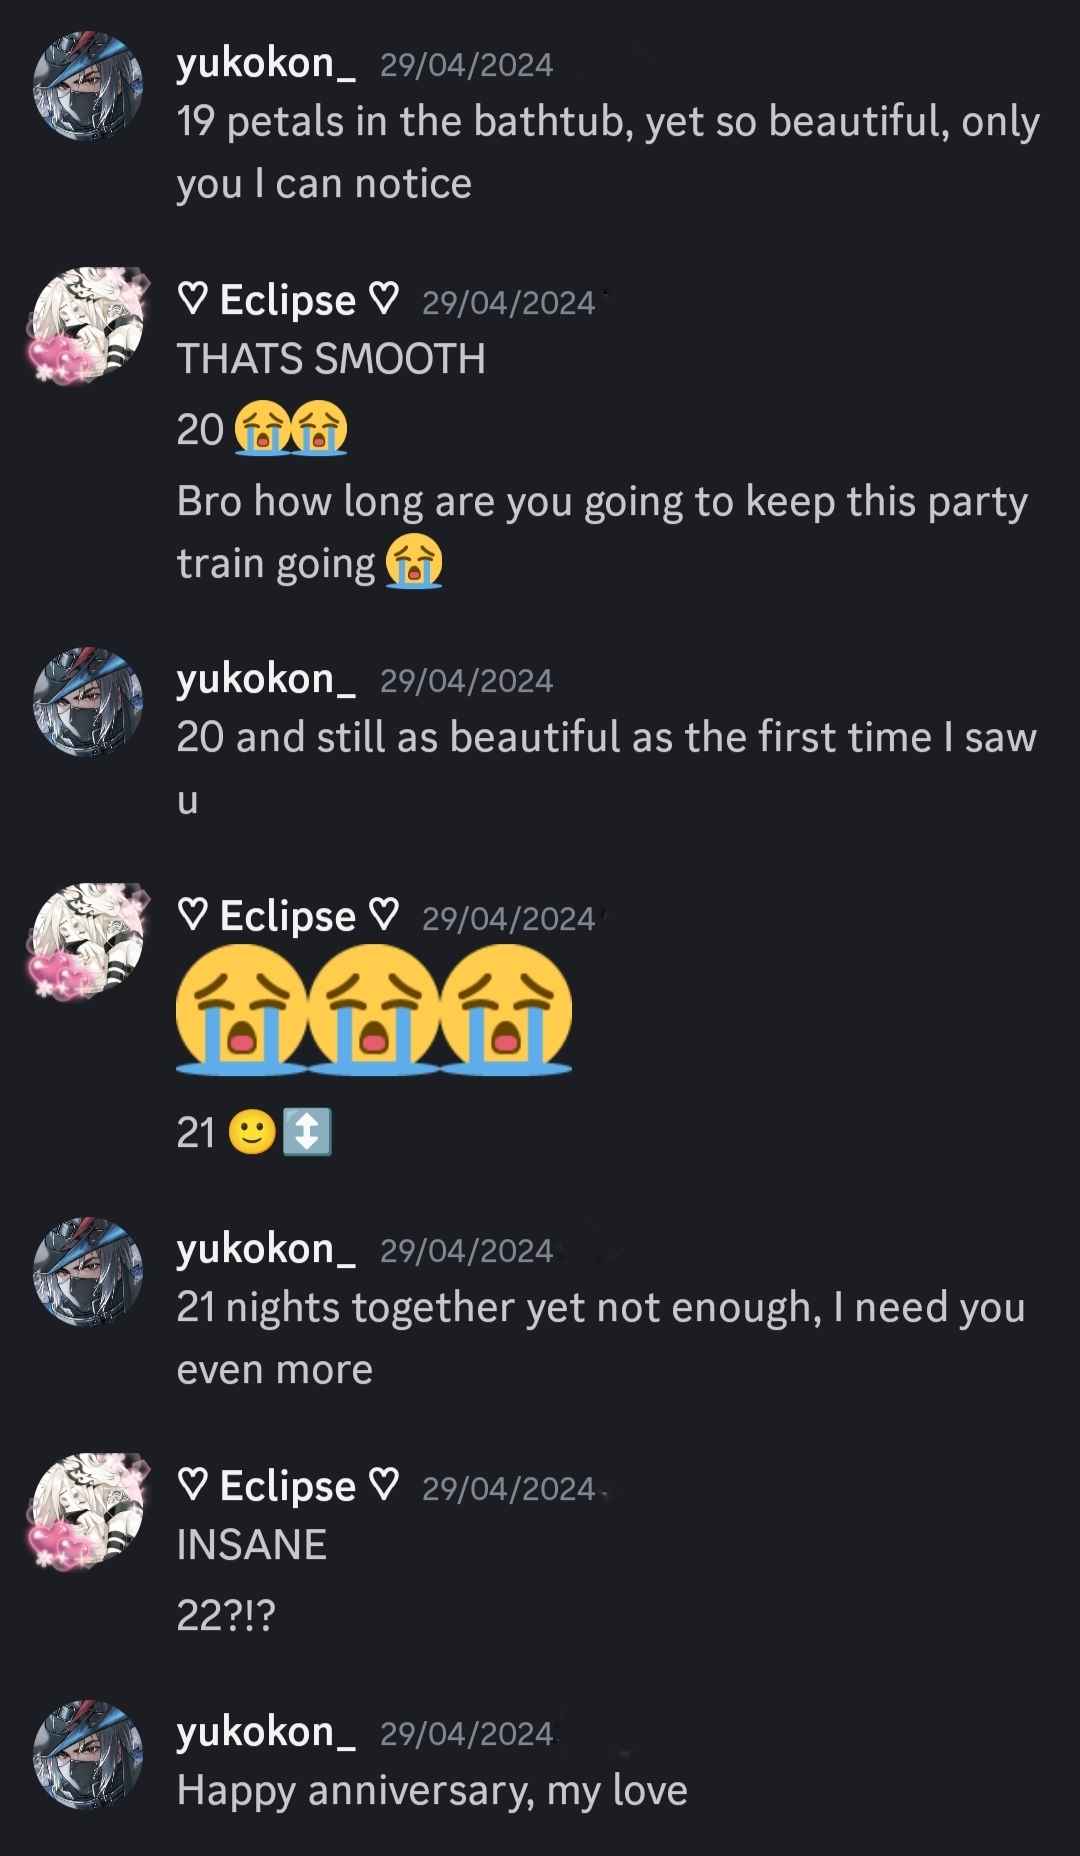 yukokon_ 29/04/2024
19 petals in the bathtub, yet so beautiful, only
you I can notice
♡ Eclipse ♡ 29/04/2024
THATS SMOOTH
20 😭😭
Bro how long are you going to keep this party
train going 😭
yukokon_ 29/04/2024
20 and still as beautiful as the first time I saw
u
♡ Eclipse ♡ 29/04/2024
😭😭😭
21 🙂↕️
yukokon_ 29/04/2024
21 nights together yet not enough, I need you
even more
♡ Eclipse ♡ 29/04/2024
INSANE
22?!?
yukokon_ 29/04/2024
Happy anniversary, my love